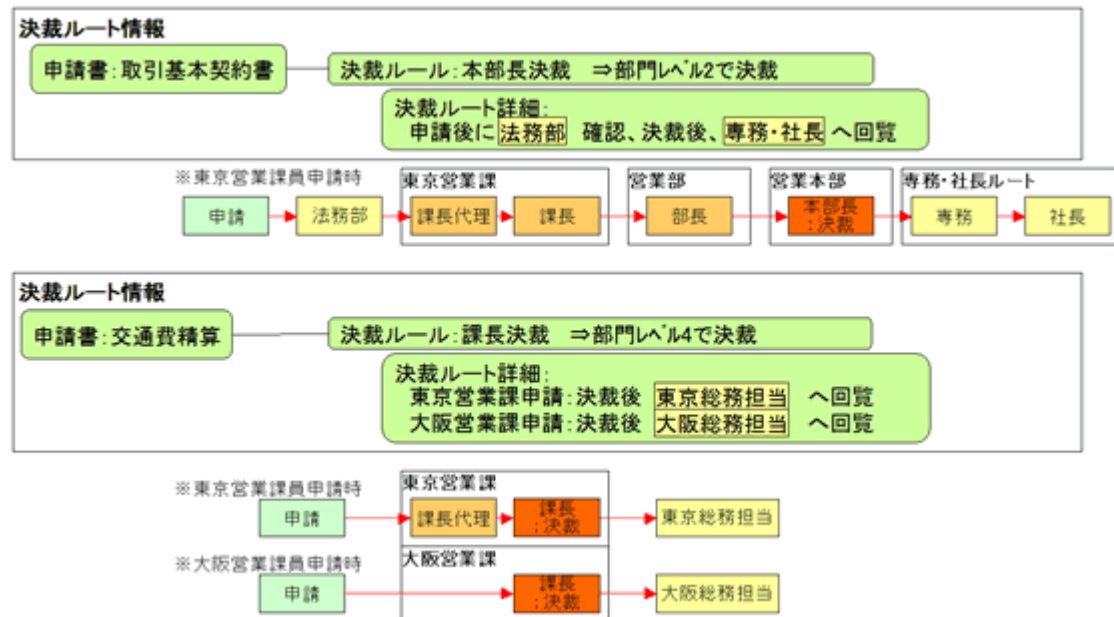 決裁ルート情報
申請書:取引基本契約書
決裁ルール:本部長決裁 ⇒部門レベル2で決裁
決裁ルート詳細:
申請後に 法務部 確認、決裁後、 専務・社長 へ回覧
※東京営業課員申請時
東京営業課
営業部
営業本部
専務・社長ルート
申請
法務部
課長代理
課長
部長
本部長
:決裁
専務
社長
決裁ルート情報
申請書:交通費精算
決裁ルール:課長決裁 ⇒部門レベル4で決裁
決裁ルート詳細:
東京営業課申請:決裁後 東京総務担当 へ回覧
大阪営業課申請:決裁後 大阪総務担当 へ回覧
※東京営業課員申請時
東京営業課
申請
課長代理
課長
:決裁
東京総務担当
※大阪営業課員申請時
大阪営業課
申請
課長
:決裁
大阪総務担当